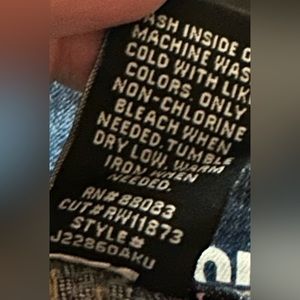 ASH INSIDE O
MACHINE WAS
COLD WITH LIK
COLORS. ONLY
NON-CHLORINE
BLEACH WHEN
NEEDED. TUMBLE
DRY LOW, WARM
IRON WHEN
NEEDED.
RN# 88083
CUT# RW11873
STYLE#
J22860AKU